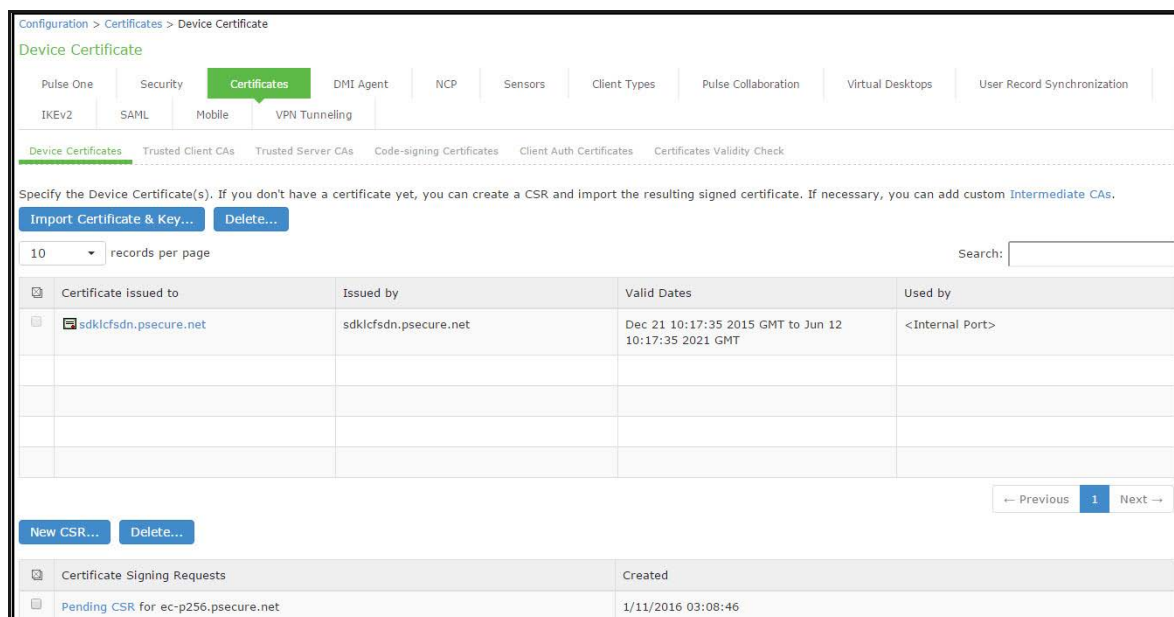 Configuration > Certificates > Device Certificate
Device Certificate
Pulse One Security Certificates DMI Agent NCP Sensors Client Types Pulse Collaboration Virtual Desktops User Record Synchronization
IKEv2 SAML Mobile VPN Tunneling
Device Certificates Trusted Client CAs Trusted Server CAs Code-signing Certificates Client Auth Certificates Certificates Validity Check
Specify the Device Certificate(s). If you don't have a certificate yet, you can create a CSR and import the resulting signed certificate. If necessary, you can add custom Intermediate CAs.
Import Certificate & Key... Delete...
10 records per page Search:
Certificate issued to Issued by Valid Dates Used by
sdklcfsdn.psecure.net sdklcfsdn.psecure.net Dec 21 10:17:35 2015 GMT to Jun 12 <Internal Port>
10:17:35 2021 GMT
← Previous 1 Next →
New CSR... Delete...
Certificate Signing Requests Created
Pending CSR for ec-p256.psecure.net 1/11/2016 03:08:46